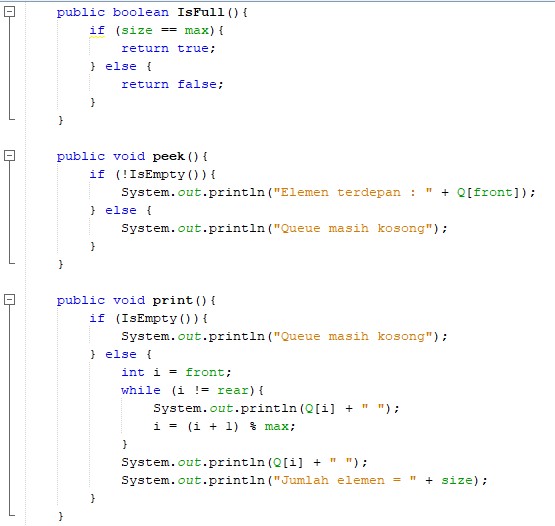 public boolean IsFull(){
if (size == max){
return true;
} else {
return false;
}
}
public void peek(){
if (!IsEmpty()){
System.out.println("Elemen terdepan : " + Q[front]);
} else {
System.out.println("Queue masih kosong");
}
}
public void print(){
if (IsEmpty()){
System.out.println("Queue masih kosong");
} else {
int i = front;
while (i != rear){
System.out.println(Q[i] + " ");
i = (i + 1) % max;
}
System.out.println(Q[i] + " ");
System.out.println("Jumlah elemen = " + size);
}
}